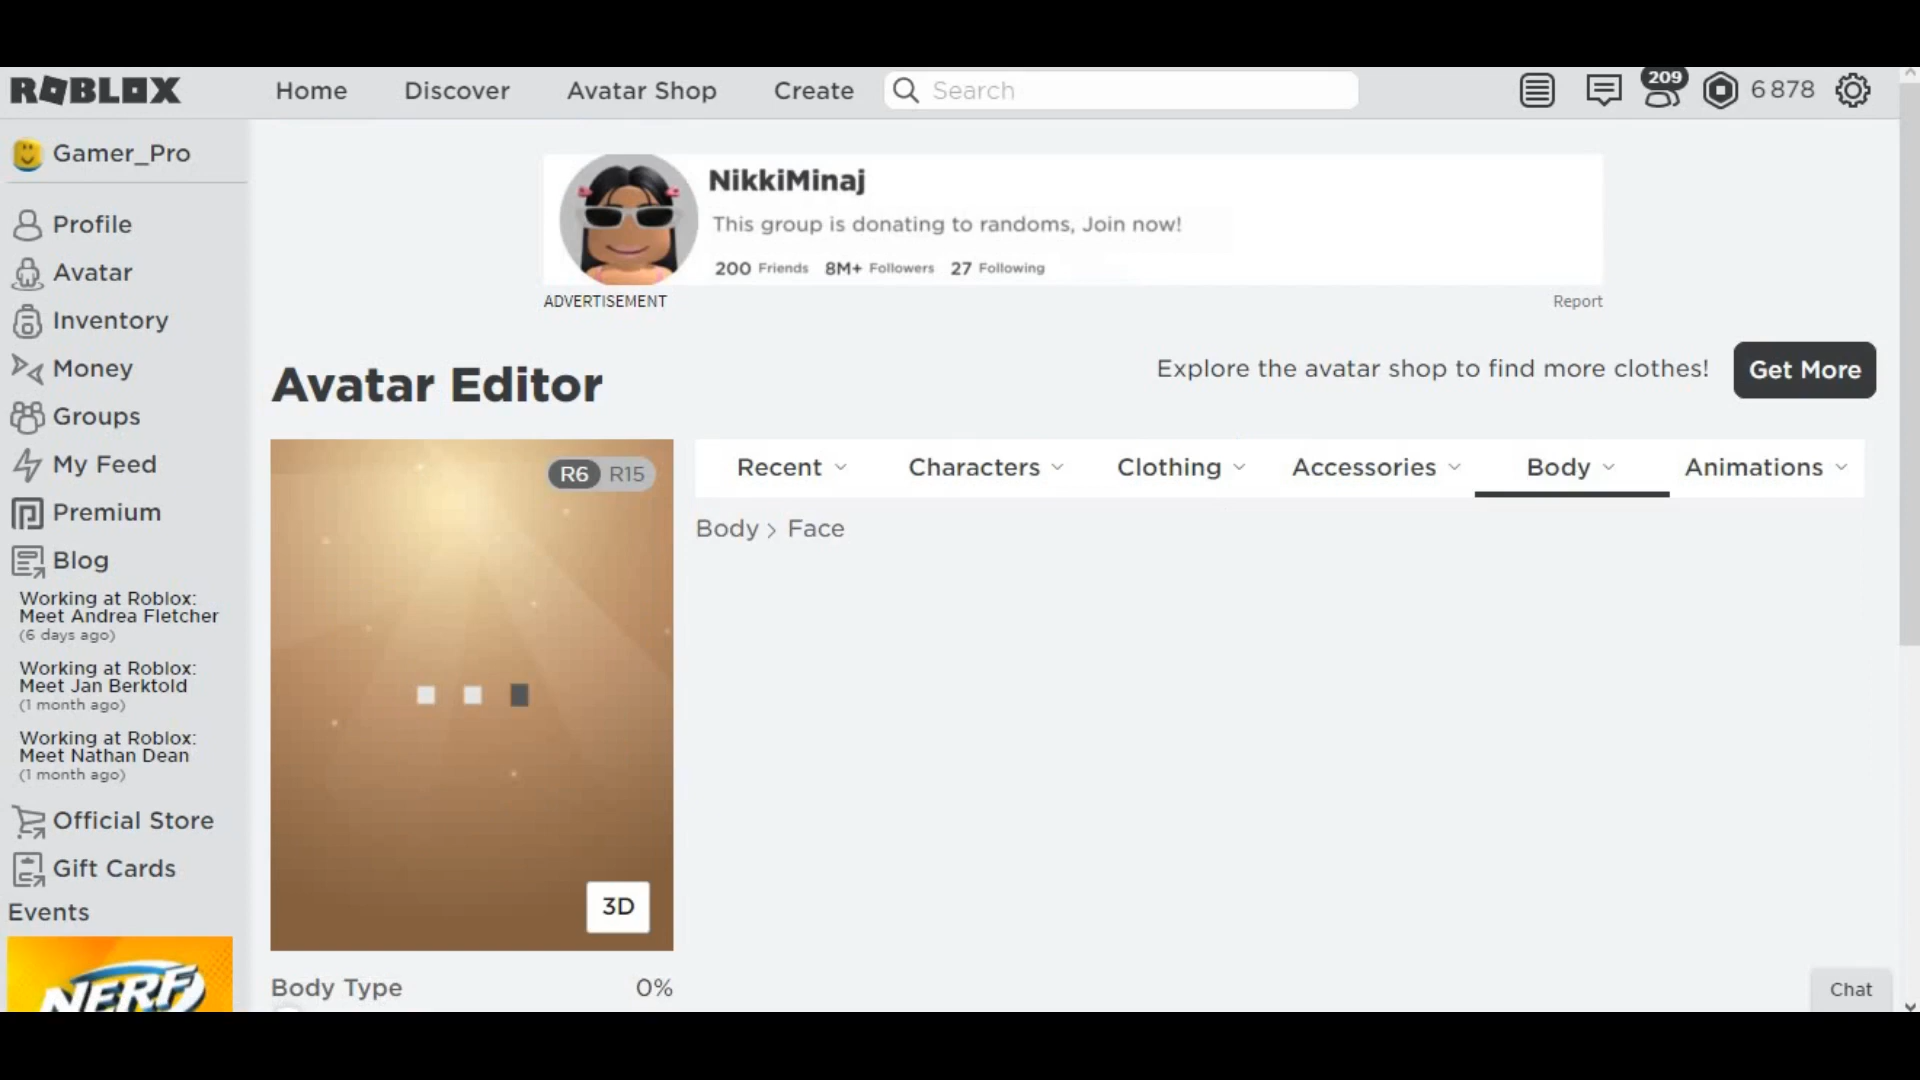 ROBLOX
Home
Discover
Avatar Shop
Create
Search
209
6 878
Gamer_Pro
Profile
Avatar
Inventory
Money
Groups
My Feed
Premium
Blog
Working at Roblox:
Meet Andrea Fletcher
(6 days ago)
Working at Roblox:
Meet Jan Berktold
(1 month ago)
Working at Roblox:
Meet Nathan Dean
(1 month ago)
Official Store
Gift Cards
Events
NERF
NikkiMinaj
This group is donating to randoms, Join now!
200 Friends 8M+ Followers 27 Following
ADVERTISEMENT
Report
Avatar Editor
Explore the avatar shop to find more clothes!
Get More
R6 R15
3D
Body Type 0%
Recent
Characters
Clothing
Accessories
Body
Animations
Body > Face
Chat